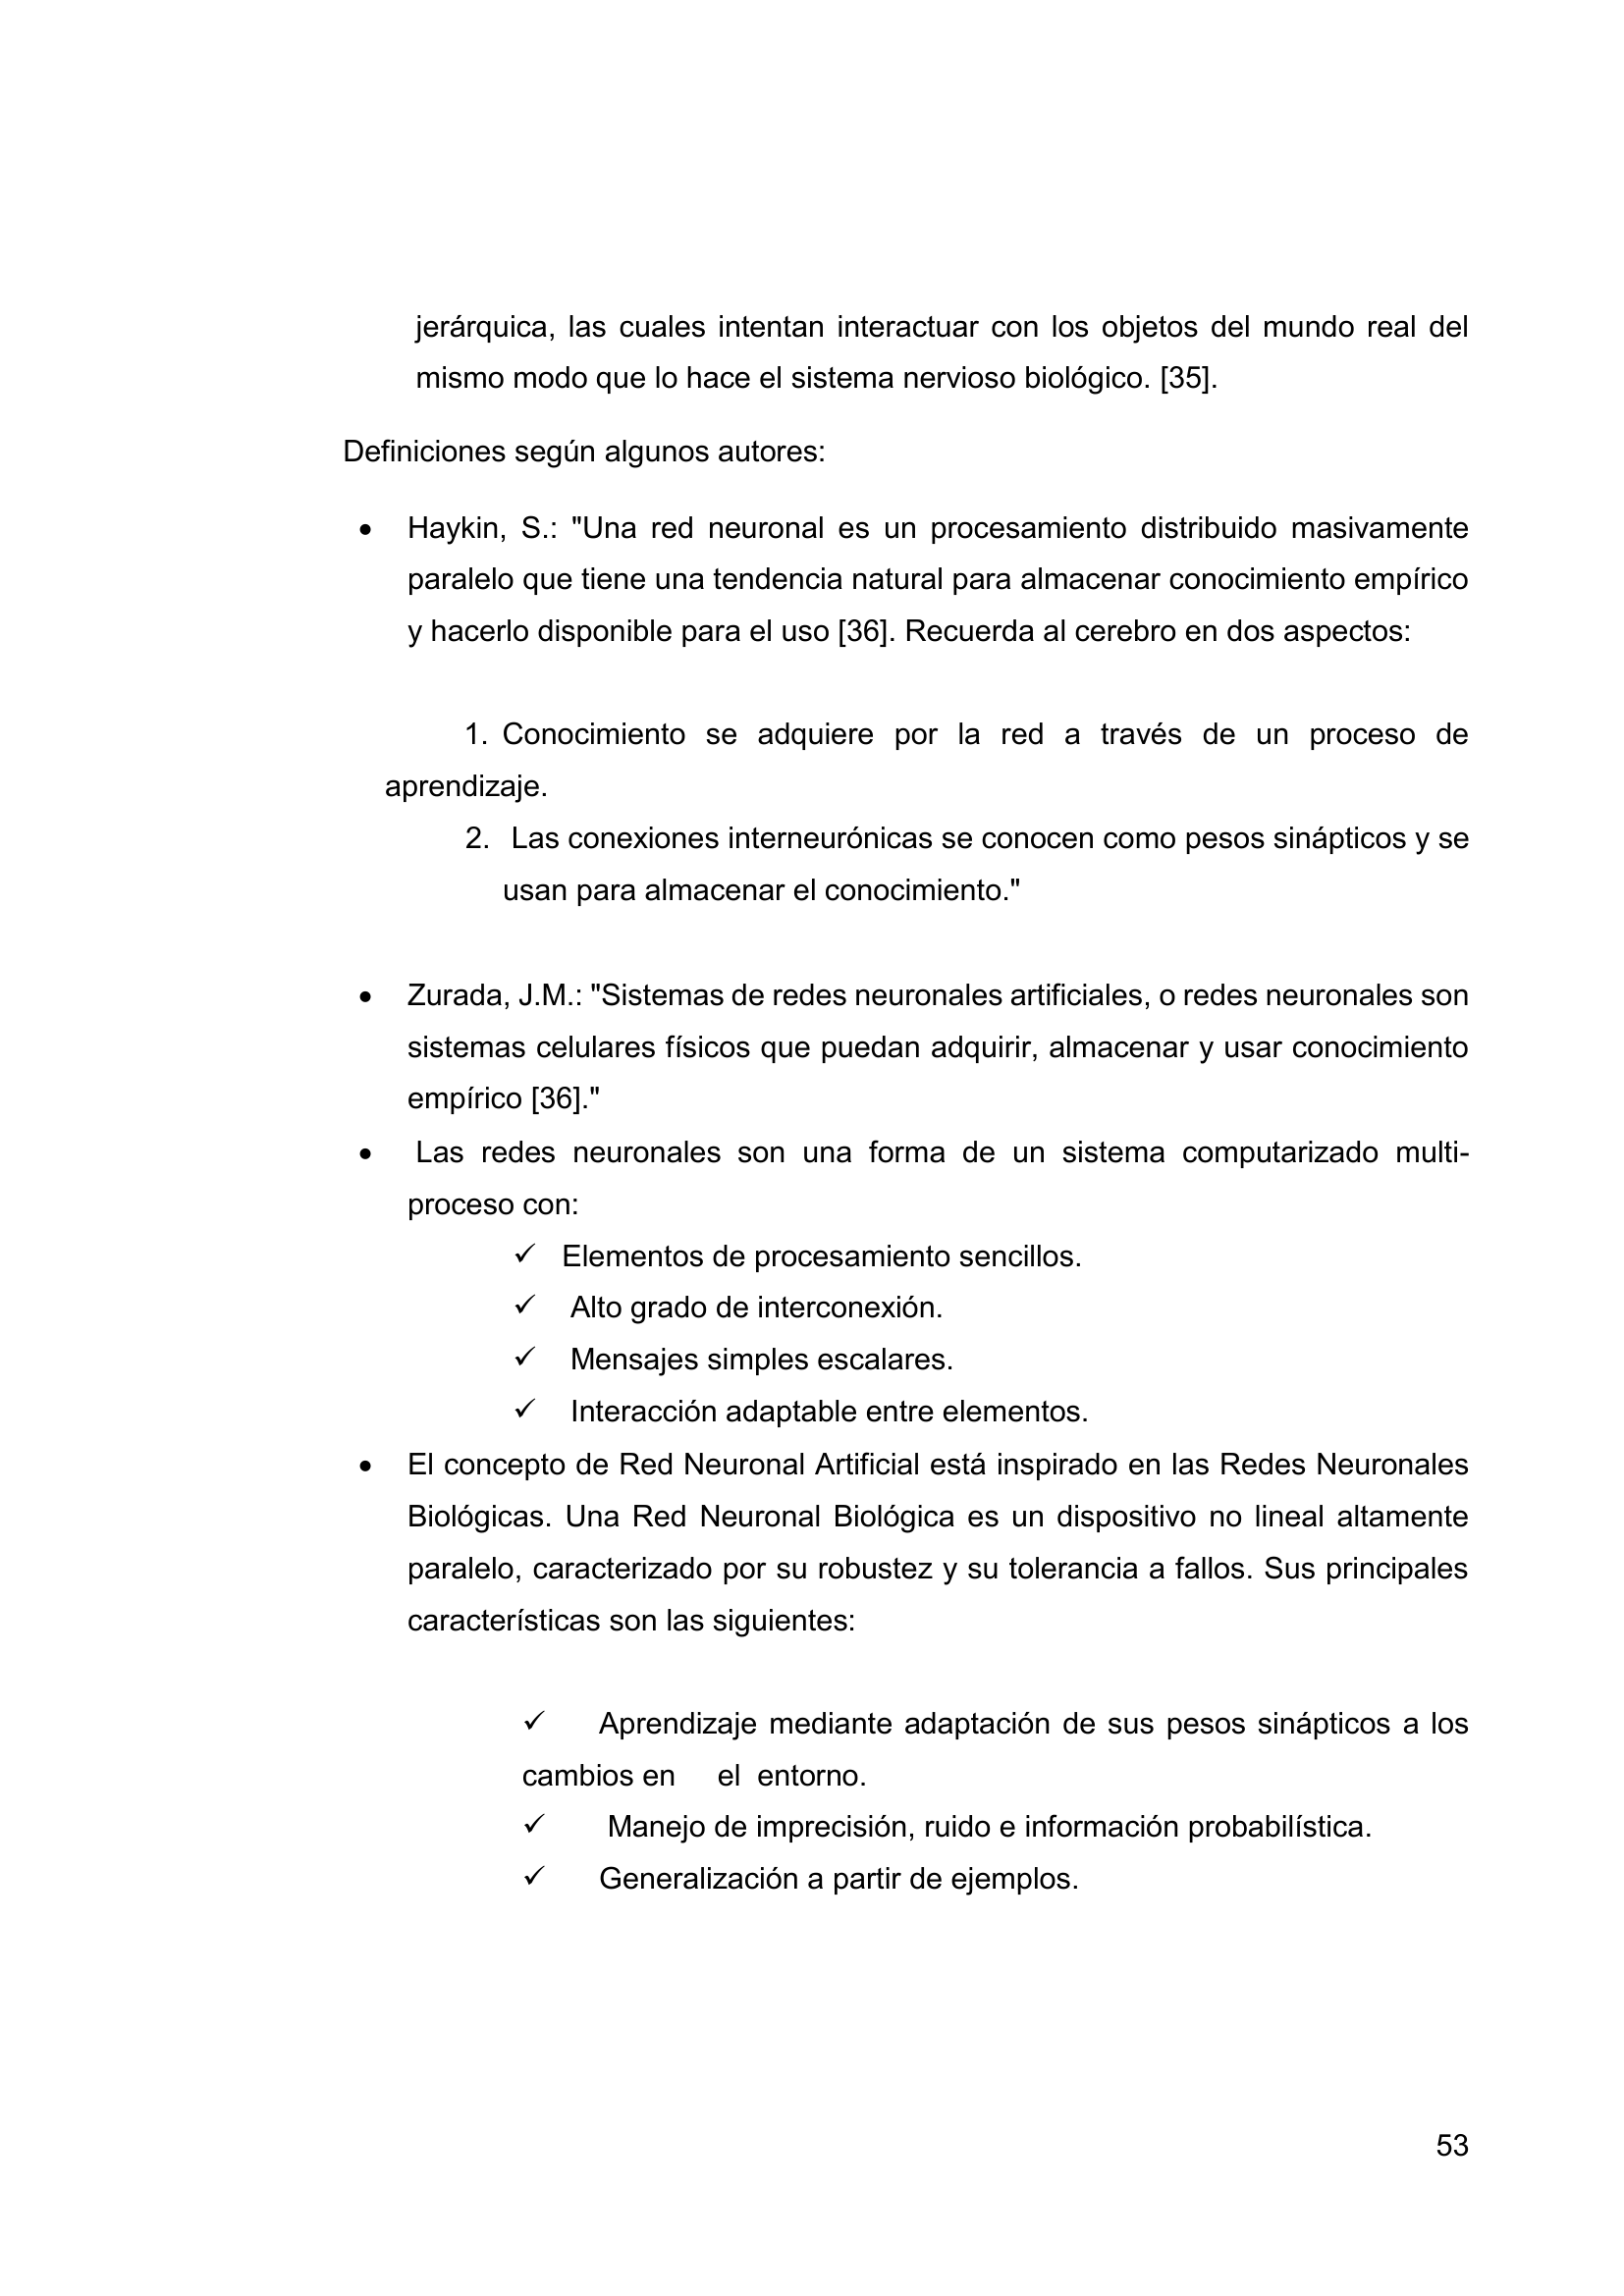 jerárquica, las cuales intentan interactuar con los objetos del mundo real del
mismo modo que lo hace el sistema nervioso biológico. [35].
Definiciones según algunos autores:
• Haykin, S.: "Una red neuronal es un procesamiento distribuido masivamente
paralelo que tiene una tendencia natural para almacenar conocimiento empírico
y hacerlo disponible para el uso [36]. Recuerda al cerebro en dos aspectos:
1. Conocimiento se adquiere por la red a través de un proceso de
aprendizaje.
2. Las conexiones interneurónicas se conocen como pesos sinápticos y se
usan para almacenar el conocimiento."
• Zurada, J.M.: "Sistemas de redes neuronales artificiales, o redes neuronales son
sistemas celulares físicos que puedan adquirir, almacenar y usar conocimiento
empírico [36]."
• Las redes neuronales son una forma de un sistema computarizado multi-
proceso con:
✓ Elementos de procesamiento sencillos.
✓ Alto grado de interconexión.
✓ Mensajes simples escalares.
✓ Interacción adaptable entre elementos.
• El concepto de Red Neuronal Artificial está inspirado en las Redes Neuronales
Biológicas. Una Red Neuronal Biológica es un dispositivo no lineal altamente
paralelo, caracterizado por su robustez y su tolerancia a fallos. Sus principales
características son las siguientes:
✓ Aprendizaje mediante adaptación de sus pesos sinápticos a los
cambios en el entorno.
✓ Manejo de imprecisión, ruido e información probabilística.
✓ Generalización a partir de ejemplos.
53